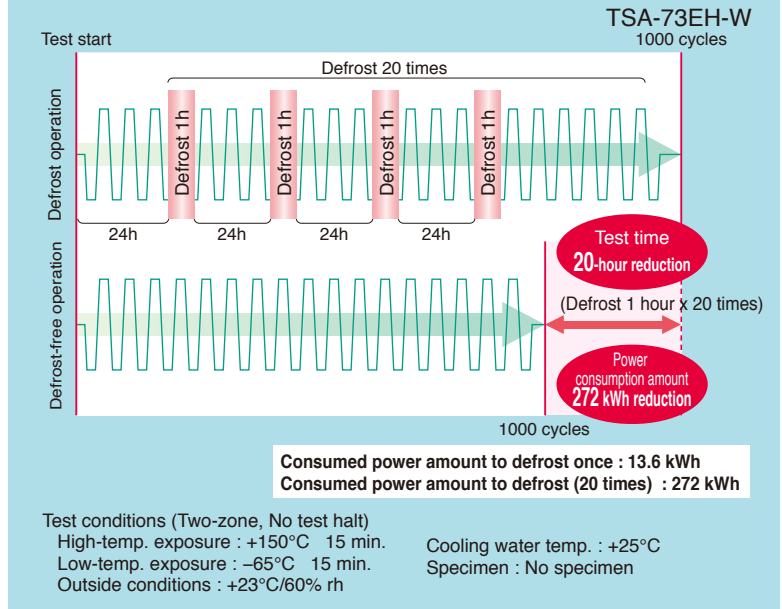 TSA-73EH-W
Test start
1000 cycles
Defrost 20 times
Defrost operation
Defrost 1h
Defrost 1h
Defrost 1h
Defrost 1h
24h
24h
24h
24h
Test time
20-hour reduction
Defrost-free operation
(Defrost 1 hour x 20 times)
Power
consumption amount
272 kWh reduction
1000 cycles
Consumed power amount to defrost once : 13.6 kWh
Consumed power amount to defrost (20 times) : 272 kWh
Test conditions (Two-zone, No test halt)
High-temp. exposure : +150°C 15 min.
Low-temp. exposure : –65°C 15 min.
Outside conditions : +23°C/60% rh
Cooling water temp. : +25°C
Specimen : No specimen